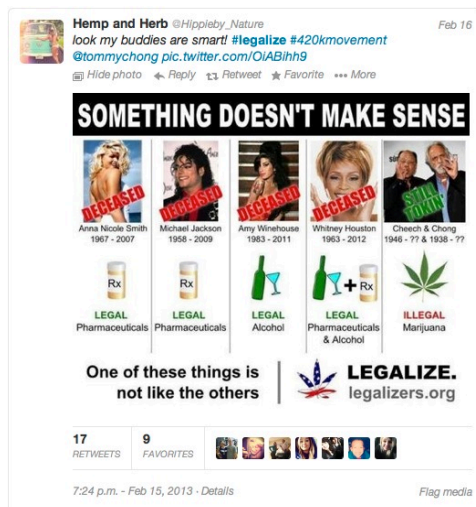 Hemp and Herb @Hippieby_Nature Feb 16
look my buddies are smart! #legalize #420kmovement
@tommychong pic.twitter.com/OiABihh9
Hide photo Reply Retweet Favorite More
SOMETHING DOESN'T MAKE SENSE
DECEASED DECEASED DECEASED DECEASED STILL TOKIN'
Anna Nicole Smith Michael Jackson Amy Winehouse Whitney Houston Cheech & Chong
1967 - 2007 1958 - 2009 1983 - 2011 1963 - 2012 1946 - ?? & 1938 - ??
Rx Rx + Rx
LEGAL LEGAL LEGAL LEGAL ILLEGAL
Pharmaceuticals Pharmaceuticals Alcohol Pharmaceuticals Marijuana
& Alcohol
One of these things is
not like the others
LEGALIZE.
legalizers.org
17 9
RETWEETS FAVORITES
7:24 p.m. - Feb 15, 2013 · Details Flag media